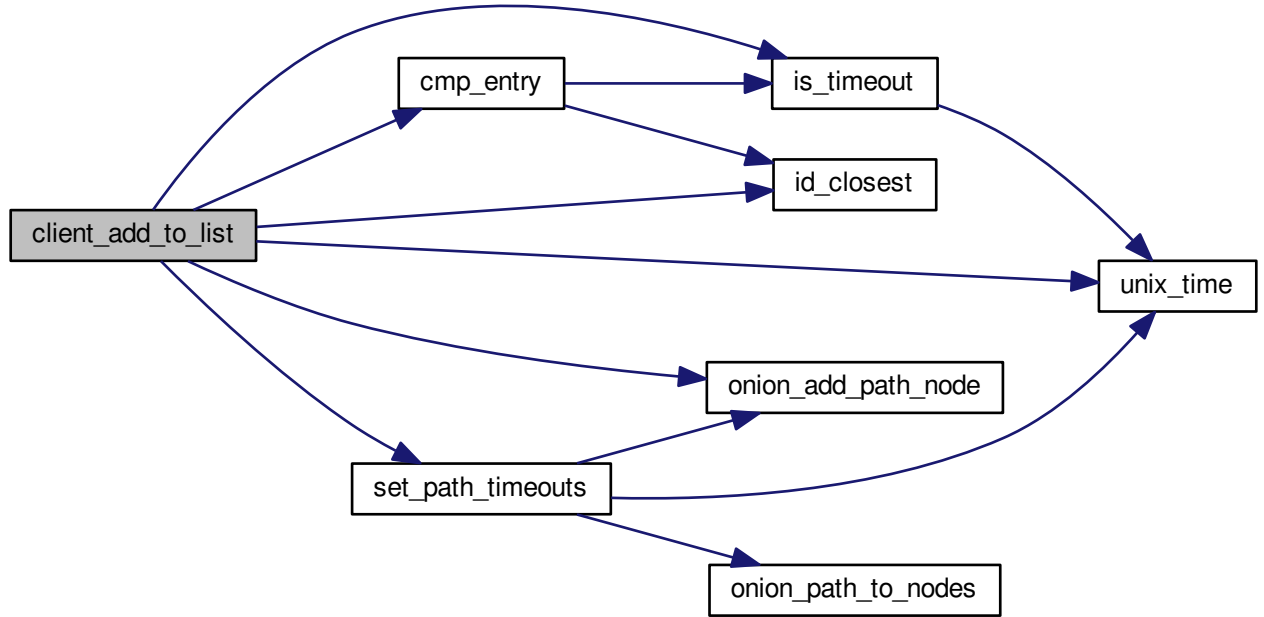 cmp_entry
is_timeout
id_closest
client_add_to_list
unix_time
onion_add_path_node
set_path_timeouts
onion_path_to_nodes